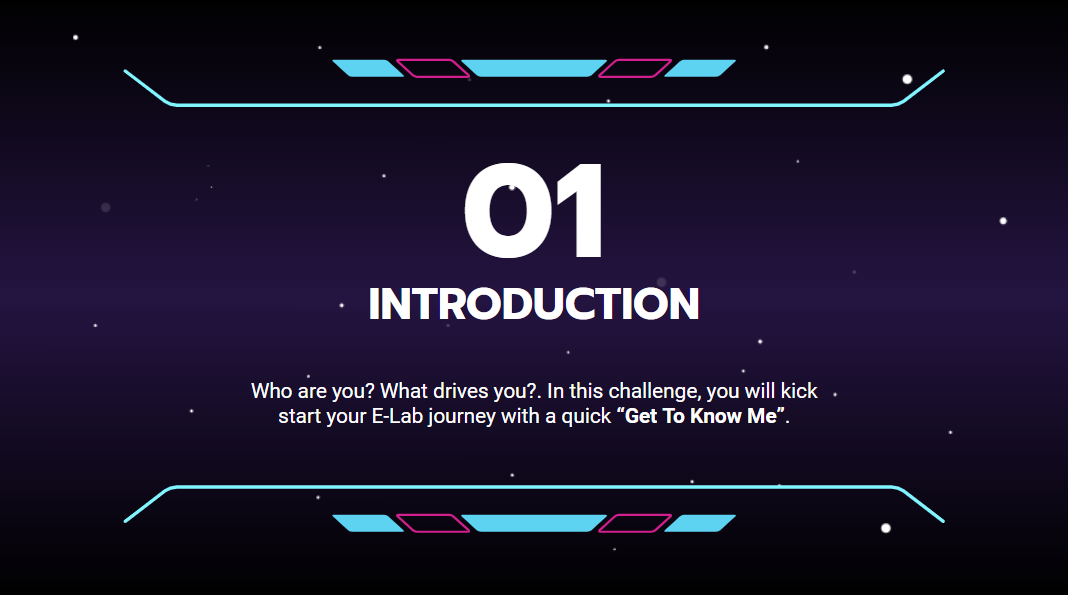 01
INTRODUCTION
Who are you? What drives you?. In this challenge, you will kick
start your E-Lab journey with a quick “Get To Know Me”.